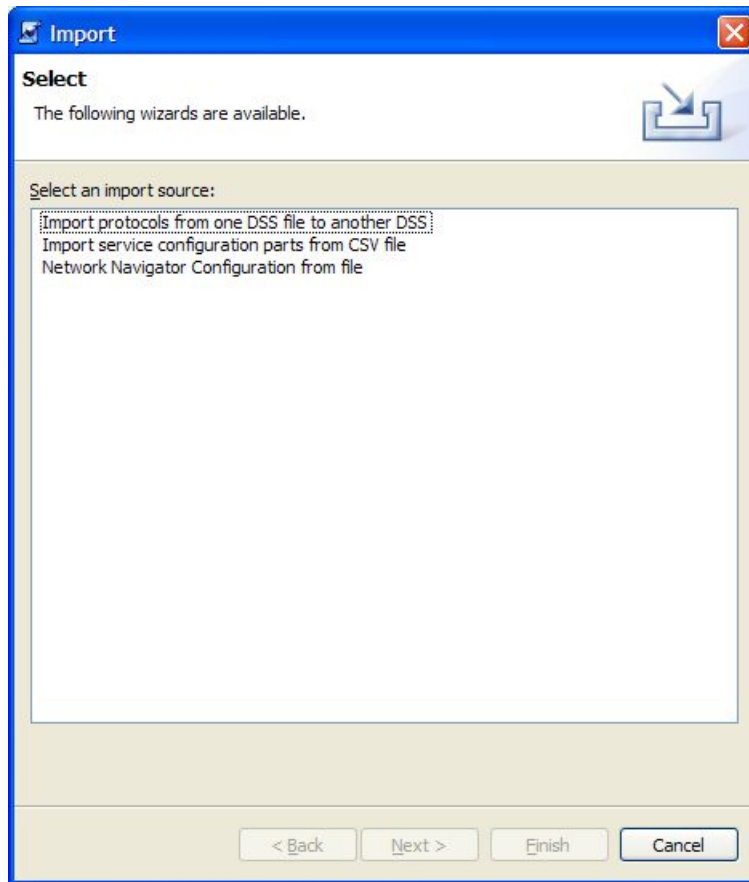 Import
Select
The following wizards are available.
Select an import source:
Import protocols from one DSS file to another DSS
Import service configuration parts from CSV file
Network Navigator Configuration from file
< Back
Next >
Finish
Cancel